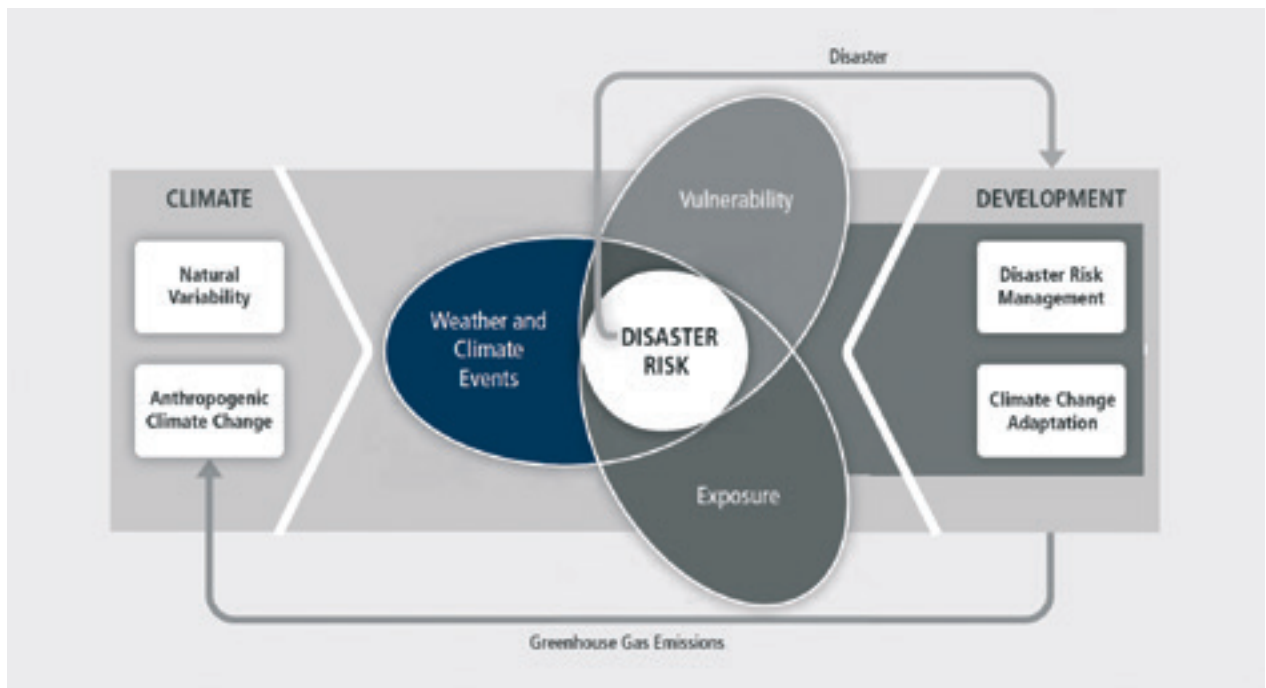 Disaster
CLIMATE
Natural
Variability
Anthropogenic
Climate Change
Vulnerability
Weather and
Climate
Events
DISASTER
RISK
Exposure
DEVELOPMENT
Disaster Risk
Management
Climate Change
Adaptation
Greenhouse Gas Emissions